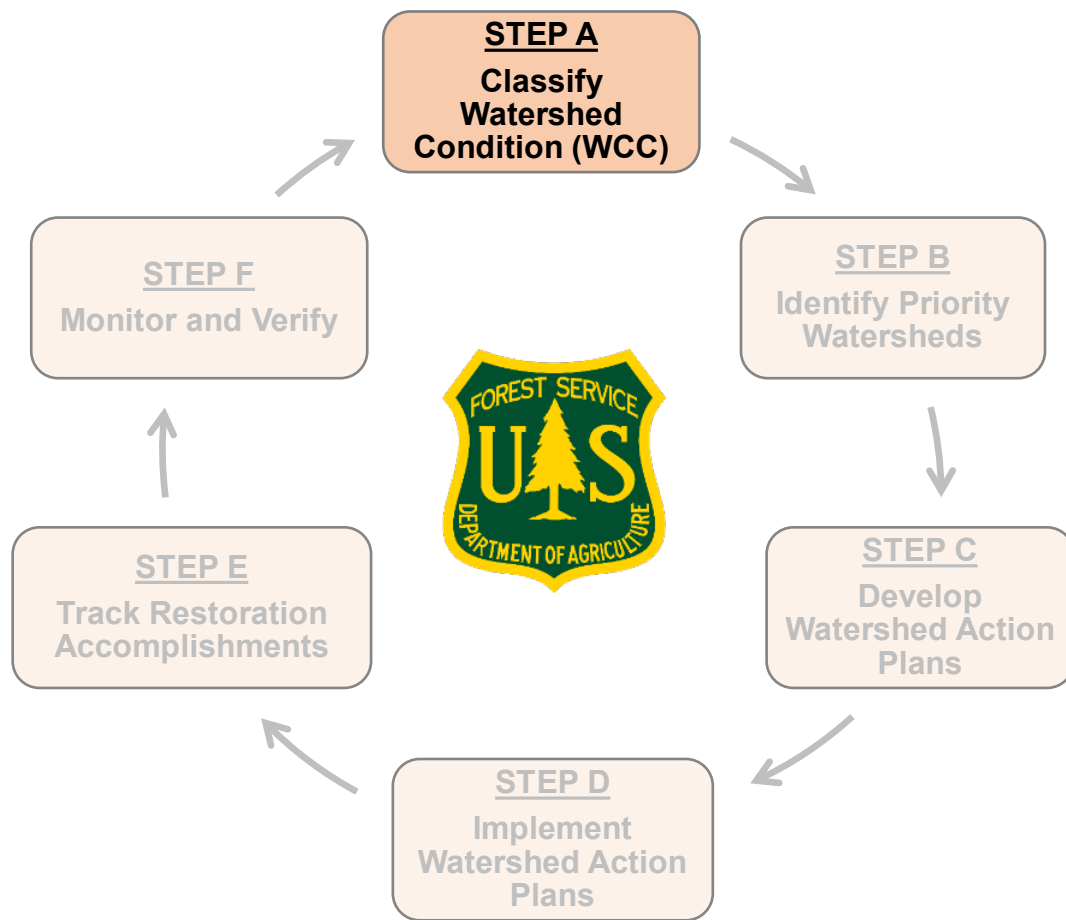 STEP A
Classify
Watershed
Condition (WCC)
STEP B
Identify Priority
Watersheds
STEP C
Develop
Watershed Action
Plans
STEP D
Implement
Watershed Action
Plans
STEP E
Track Restoration
Accomplishments
STEP F
Monitor and Verify
FOREST SERVICE
U S
DEPARTMENT OF AGRICULTURE